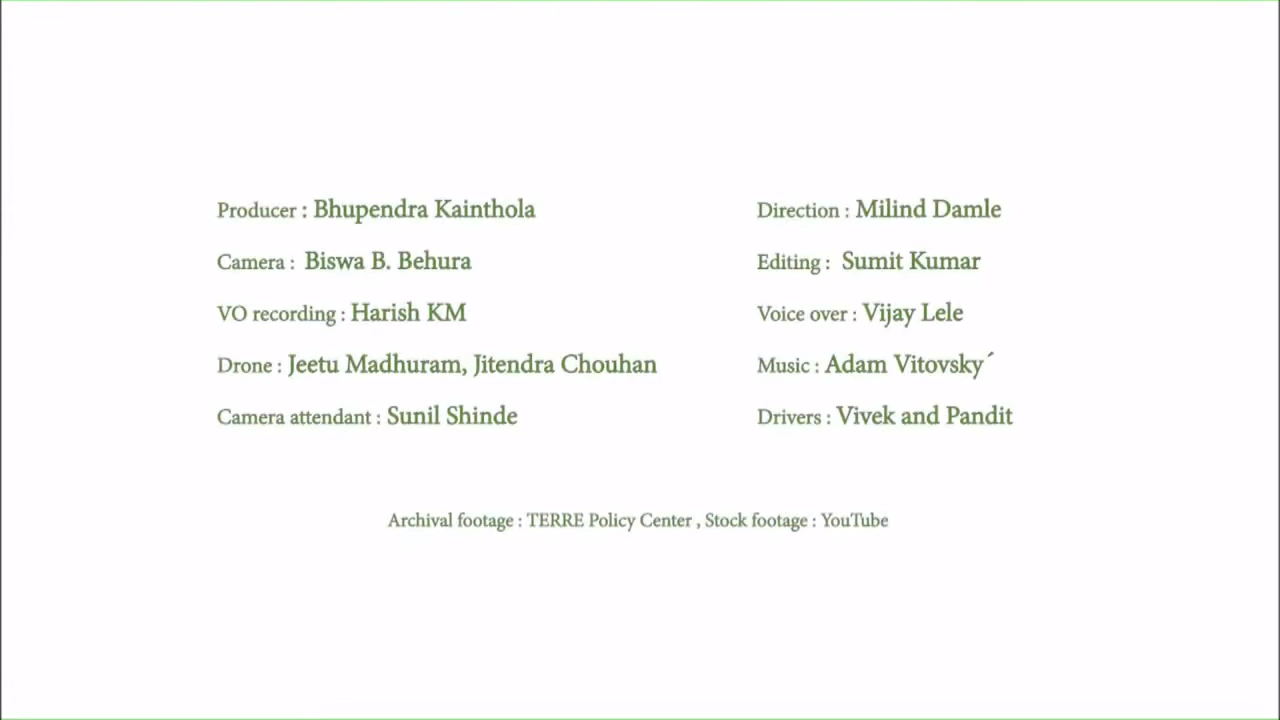 Producer : Bhupendra Kainthola
Direction : Milind Damle
Camera : Biswa B. Behura
Editing : Sumit Kumar
VO recording : Harish KM
Voice over : Vijay Lele
Drone : Jeetu Madhuram, Jitendra Chouhan
Music : Adam Vitovsky´
Camera attendant : Sunil Shinde
Drivers : Vivek and Pandit
Archival footage : TERRE Policy Center , Stock footage : YouTube